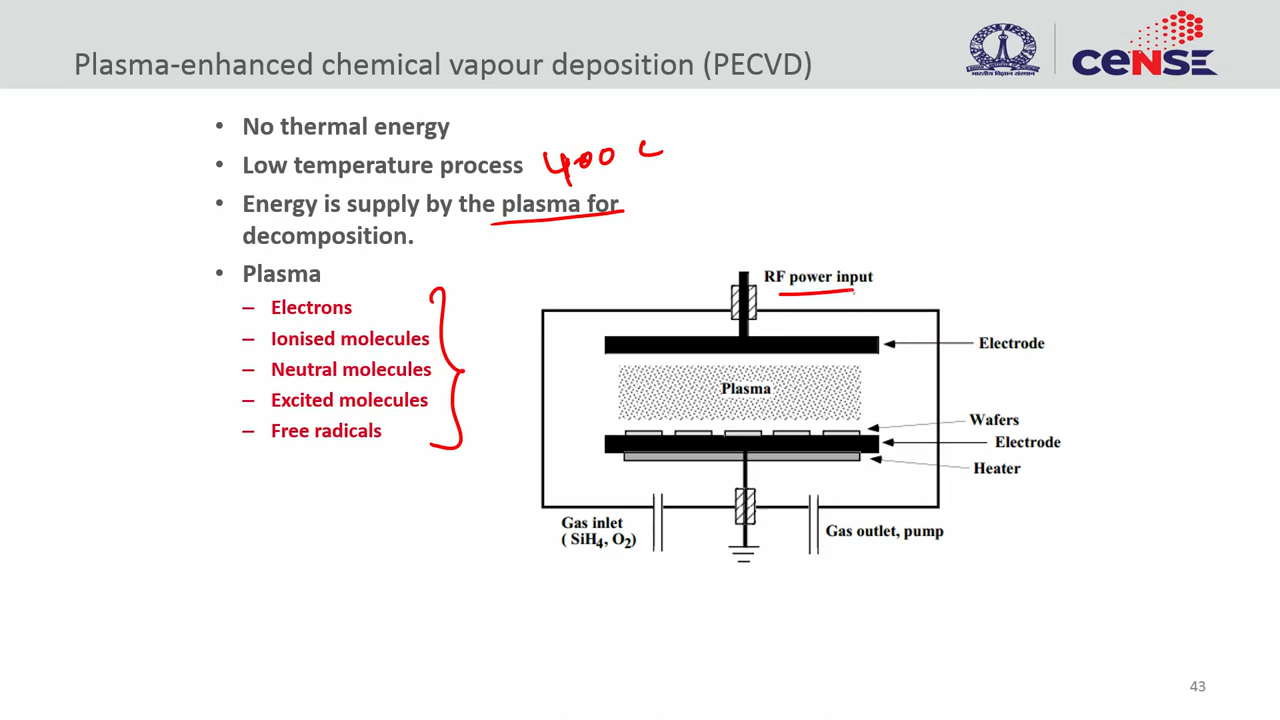 Plasma-enhanced chemical vapour deposition (PECVD)
भारतीय विज्ञान संस्थान
CeNSE
• No thermal energy
• Low temperature process 400 C
• Energy is supply by the plasma for
decomposition.
• Plasma
– Electrons
– Ionised molecules
– Neutral molecules
– Excited molecules
– Free radicals
RF power input
Electrode
Plasma
Wafers
Electrode
Heater
Gas inlet
( SiH4, O2)
Gas outlet, pump
43